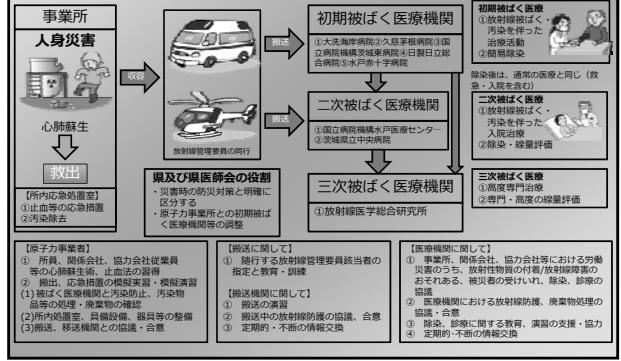 事業所
人身災害
心肺蘇生
救出
【所内応急処置室】
①止血等の応急措置
②汚染除去
収容
放射線管理要員の同行
搬送
搬送
初期被ばく医療機関
①大洗海岸病院②久慈茅根病院③国
立病院機構茨城東病院④日製日立総
合病院⑤水戸赤十字病院
二次被ばく医療機関
①国立病院機構水戸医療センター
②茨城県立中央病院
三次被ばく医療機関
①放射線医学総合研究所
初期被ばく医療
①放射線被ばく・
汚染を伴った
治療活動
②簡易除染
除染後は、通常の医療と同じ（救
急・入院を含む）
二次被ばく医療
①放射線被ばく・
汚染を伴った
入院治療
②除染・線量評価
三次被ばく医療
①高度専門治療
②専門・高度の線量評価
県及び県医師会の役割
・災害時の防災対策と明確に
区分する
・原子力事業所との初期被ば
く医療機関等の調整
【原子力事業者】
① 所員、関係会社、協力会社従業員
等の心肺蘇生術、止血法の習得
② 搬出、応急措置の模擬実習・模擬演習
(1)被ばく医療機関と汚染防止、汚染物
品等の処理・廃棄物の確認
(2)所内処置室、具備設備、器具等の整備
(3)搬送、移送機関との協議・合意
【搬送に関して】
① 随行する放射線管理要員該当者の
指定と教育・訓練
【搬送機関に関して】
① 搬送の演習
② 搬送中の放射線防護の協議、合意
③ 定期的・不断の情報交換
【医療機関に関して】
① 事業所、関係会社、協力会社等における労働
災害のうち、放射性物質の付着/放射線障害の
おそれある、被災者の受けいれ、除染、診療の
協議
② 医療機関における放射線防護、廃棄物処理の
協議・合意
③ 除染、診療に関する教育、演習の支援・協力
④ 定期的･不断の情報交換